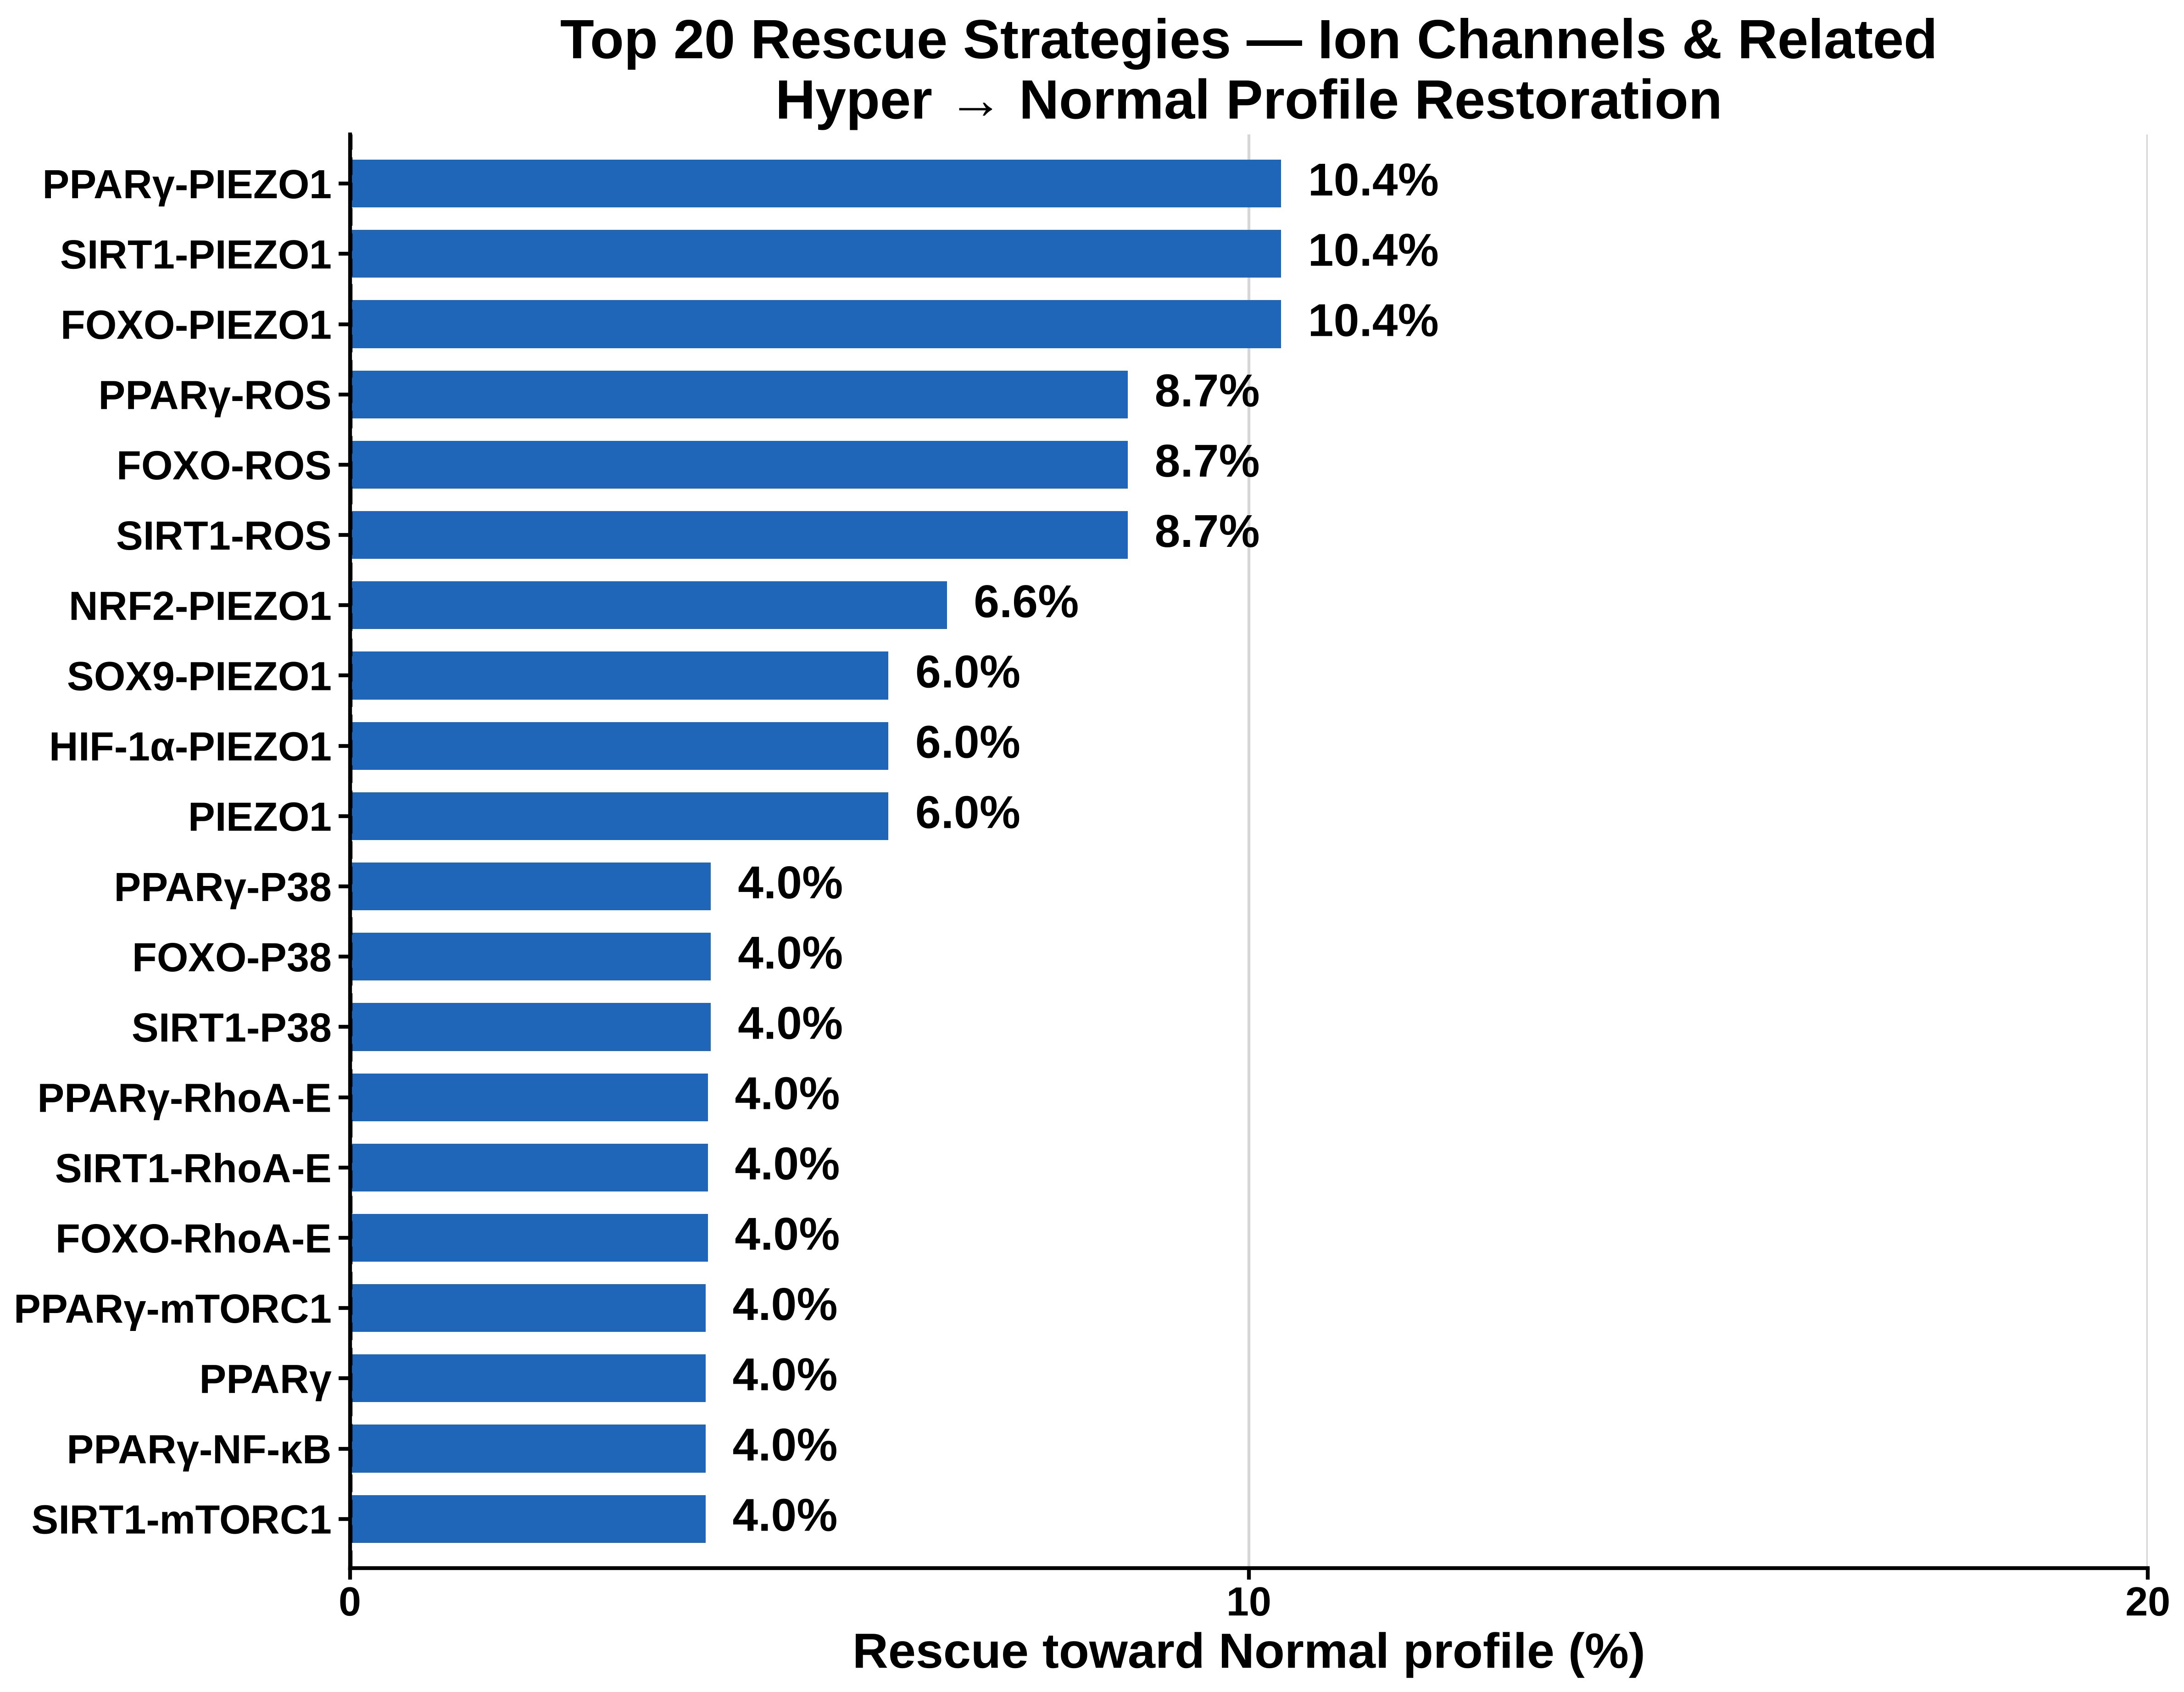 Top 20 Rescue Strategies — Ion Channels & Related
Hyper → Normal Profile Restoration
PPARγ-PIEZO1 10.4%
SIRT1-PIEZO1 10.4%
FOXO-PIEZO1 10.4%
PPARγ-ROS 8.7%
FOXO-ROS 8.7%
SIRT1-ROS 8.7%
NRF2-PIEZO1 6.6%
SOX9-PIEZO1 6.0%
HIF-1α-PIEZO1 6.0%
PIEZO1 6.0%
PPARγ-P38 4.0%
FOXO-P38 4.0%
SIRT1-P38 4.0%
PPARγ-RhoA-E 4.0%
SIRT1-RhoA-E 4.0%
FOXO-RhoA-E 4.0%
PPARγ-mTORC1 4.0%
PPARγ 4.0%
PPARγ-NF-κB 4.0%
SIRT1-mTORC1 4.0%
0 10 20
Rescue toward Normal profile (%)